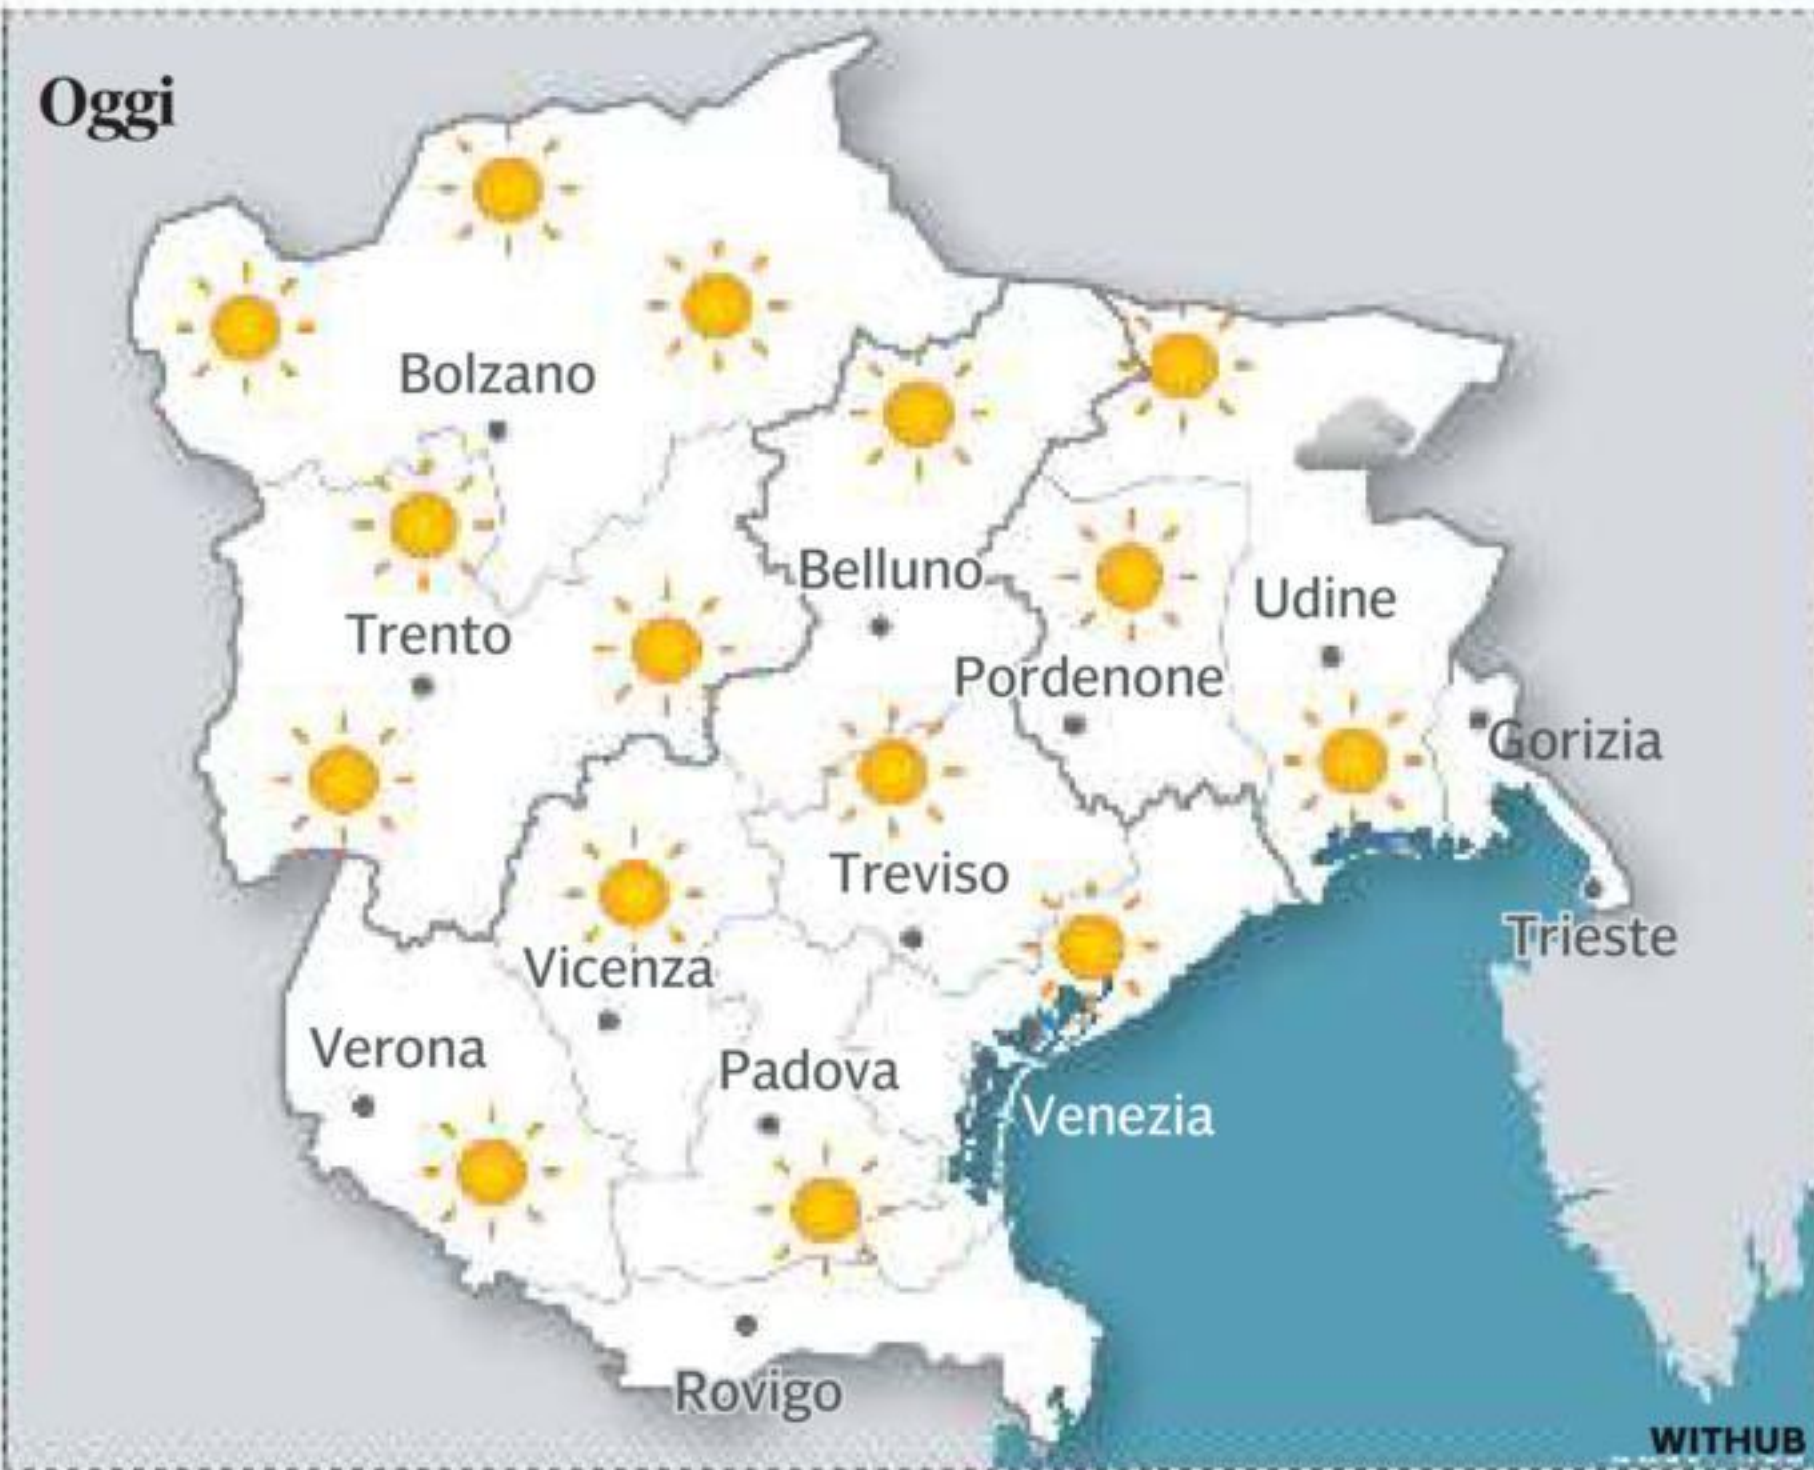 Oggi
Bolzano
Belluno
Udine
Trento
Pordenone
Gorizia
Treviso
Trieste
Vicenza
Verona
Padova
Venezia
Rovigo
WITHUB